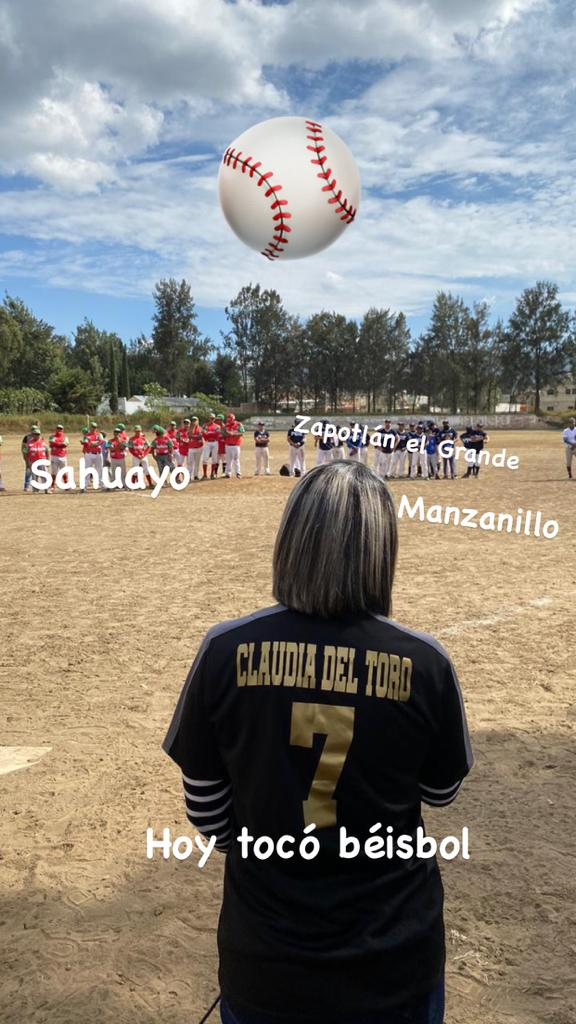 Zapotlan el Grande
Sahuayo
Manzanillo
CLAUDIA DEL TORO
7
Hoy tocó béisbol